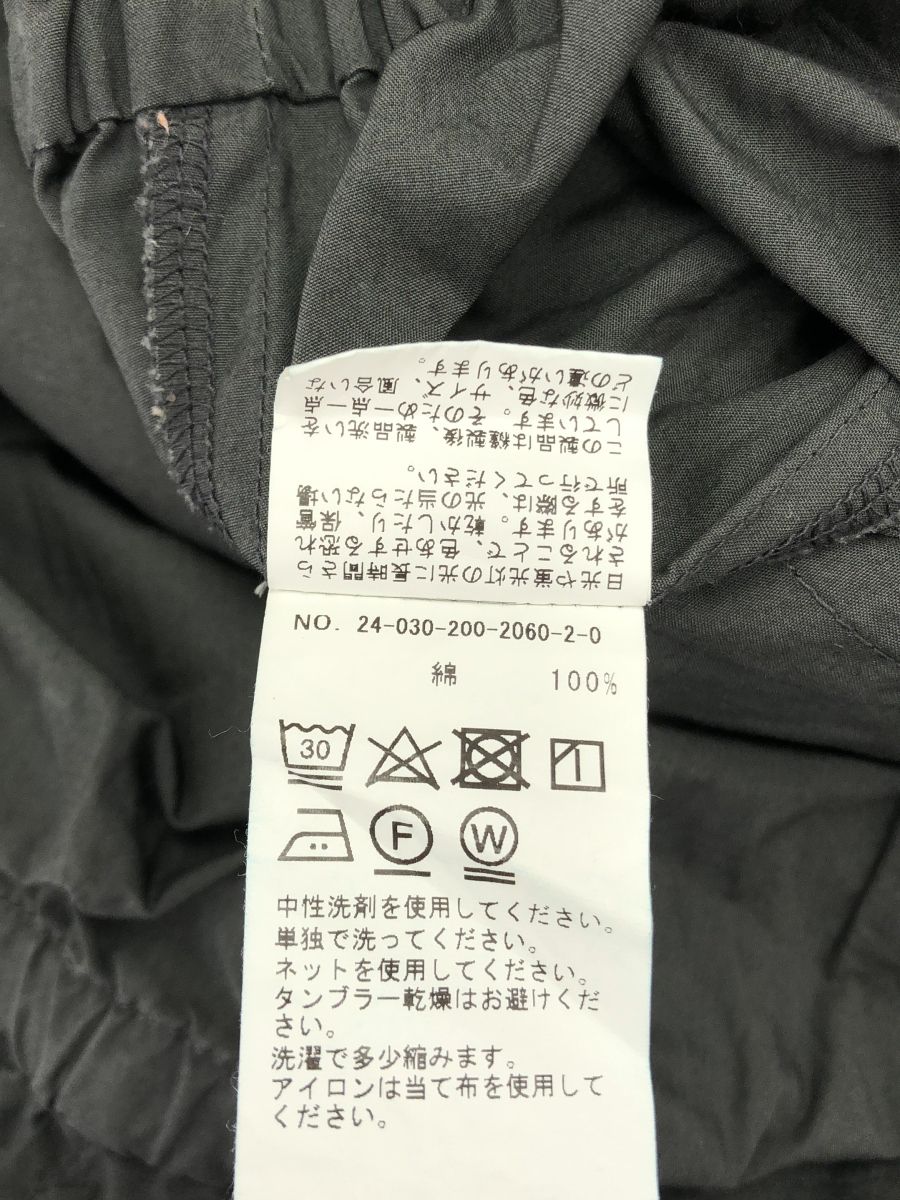 日光や蛍光灯の光に長時間さら
されることで、色あせする恐れ
があります。乾かしたり、保管
をする際は、光の当たらない場
所で行ってください。
この製品は縫製後、製品洗いを
しています。そのため一点一点
に微妙な色、サイズ、風合いな
どの違いがあります。
NO. 24-030-200-2060-2-0
綿 100%
30
F W
中性洗剤を使用してください。
単独で洗ってください。
ネットを使用してください。
タンブラー乾燥はお避けくだ
さい。
洗濯で多少縮みます。
アイロンは当て布を使用して
ください。